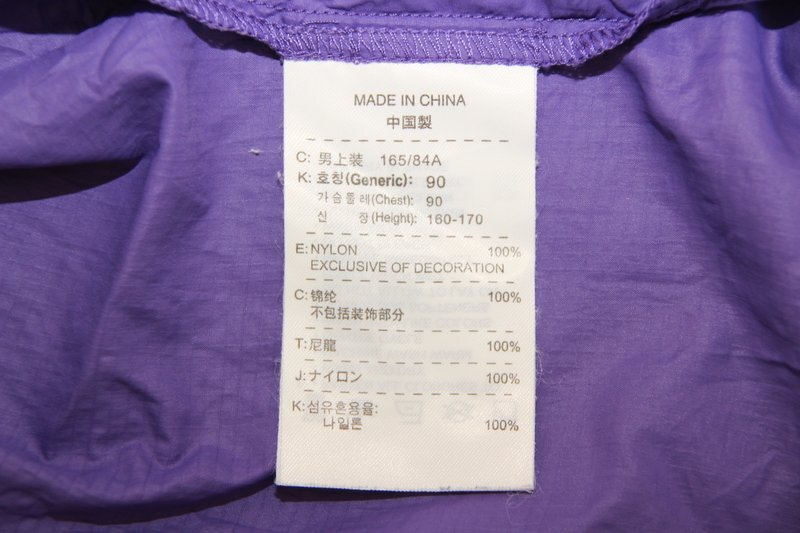 MADE IN CHINA
中国製
C: 男上裝 165/84A
K: 호칭(Generic): 90
가슴둘레(Chest): 90
신 장(Height): 160-170
E: NYLON 100%
EXCLUSIVE OF DECORATION
C: 锦纶 100%
不包括装饰部分
T: 尼龍 100%
J: ナイロン 100%
K: 섬유혼용율:
나일론 100%